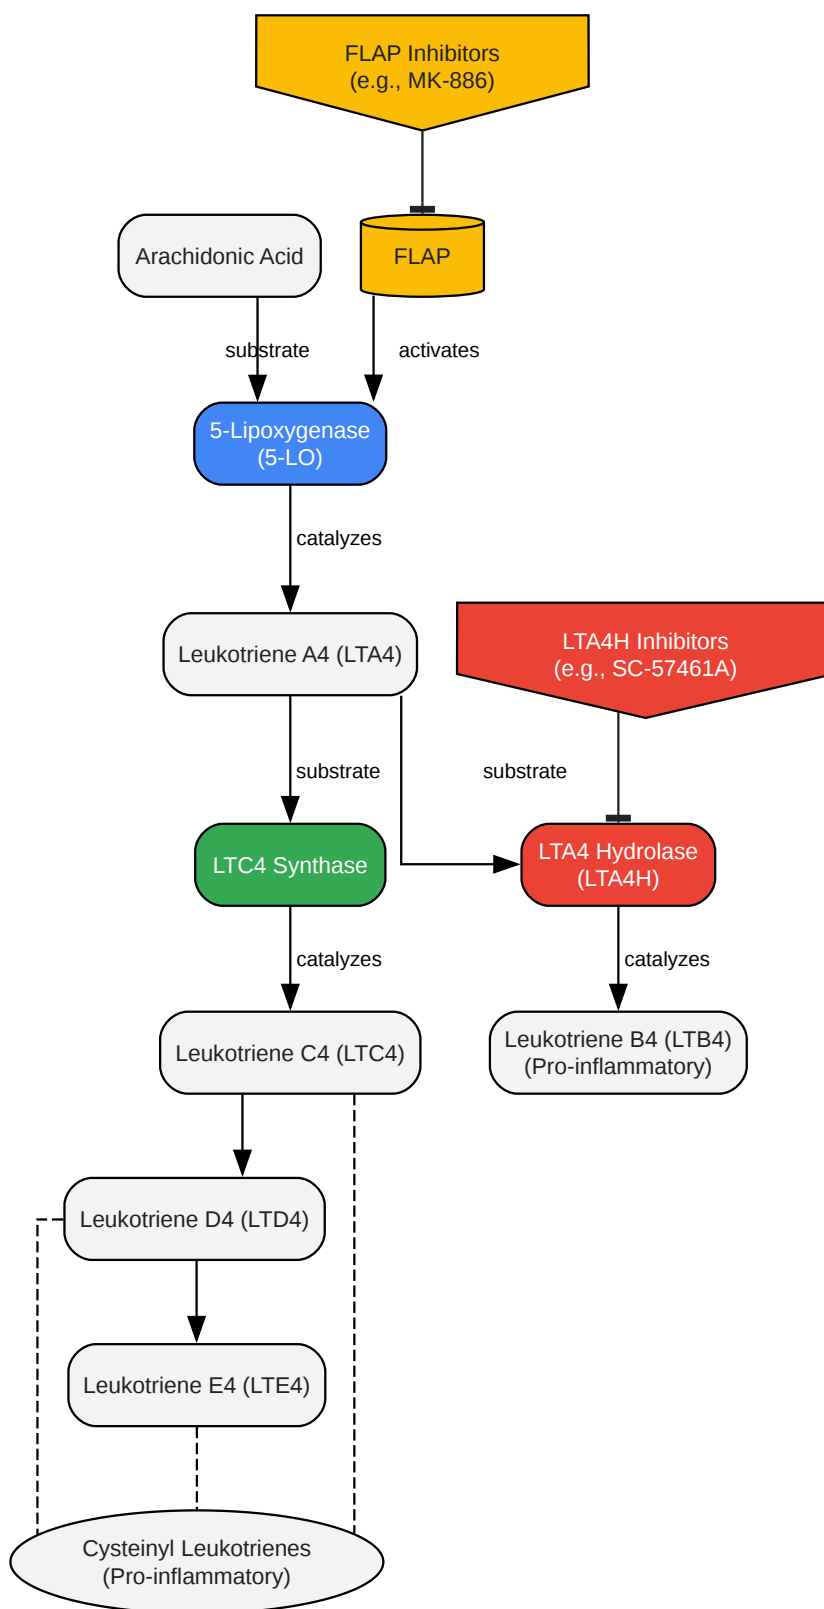 FLAP Inhibitors
(e.g., MK-886)
Arachidonic Acid
FLAP
substrate
activates
5-Lipoxygenase
(5-LO)
catalyzes
Leukotriene A4 (LTA4)
LTA4H Inhibitors
(e.g., SC-57461A)
substrate
substrate
LTC4 Synthase
LTA4 Hydrolase
(LTA4H)
catalyzes
catalyzes
Leukotriene C4 (LTC4)
Leukotriene B4 (LTB4)
(Pro-inflammatory)
Leukotriene D4 (LTD4)
Leukotriene E4 (LTE4)
Cysteinyl Leukotrienes
(Pro-inflammatory)